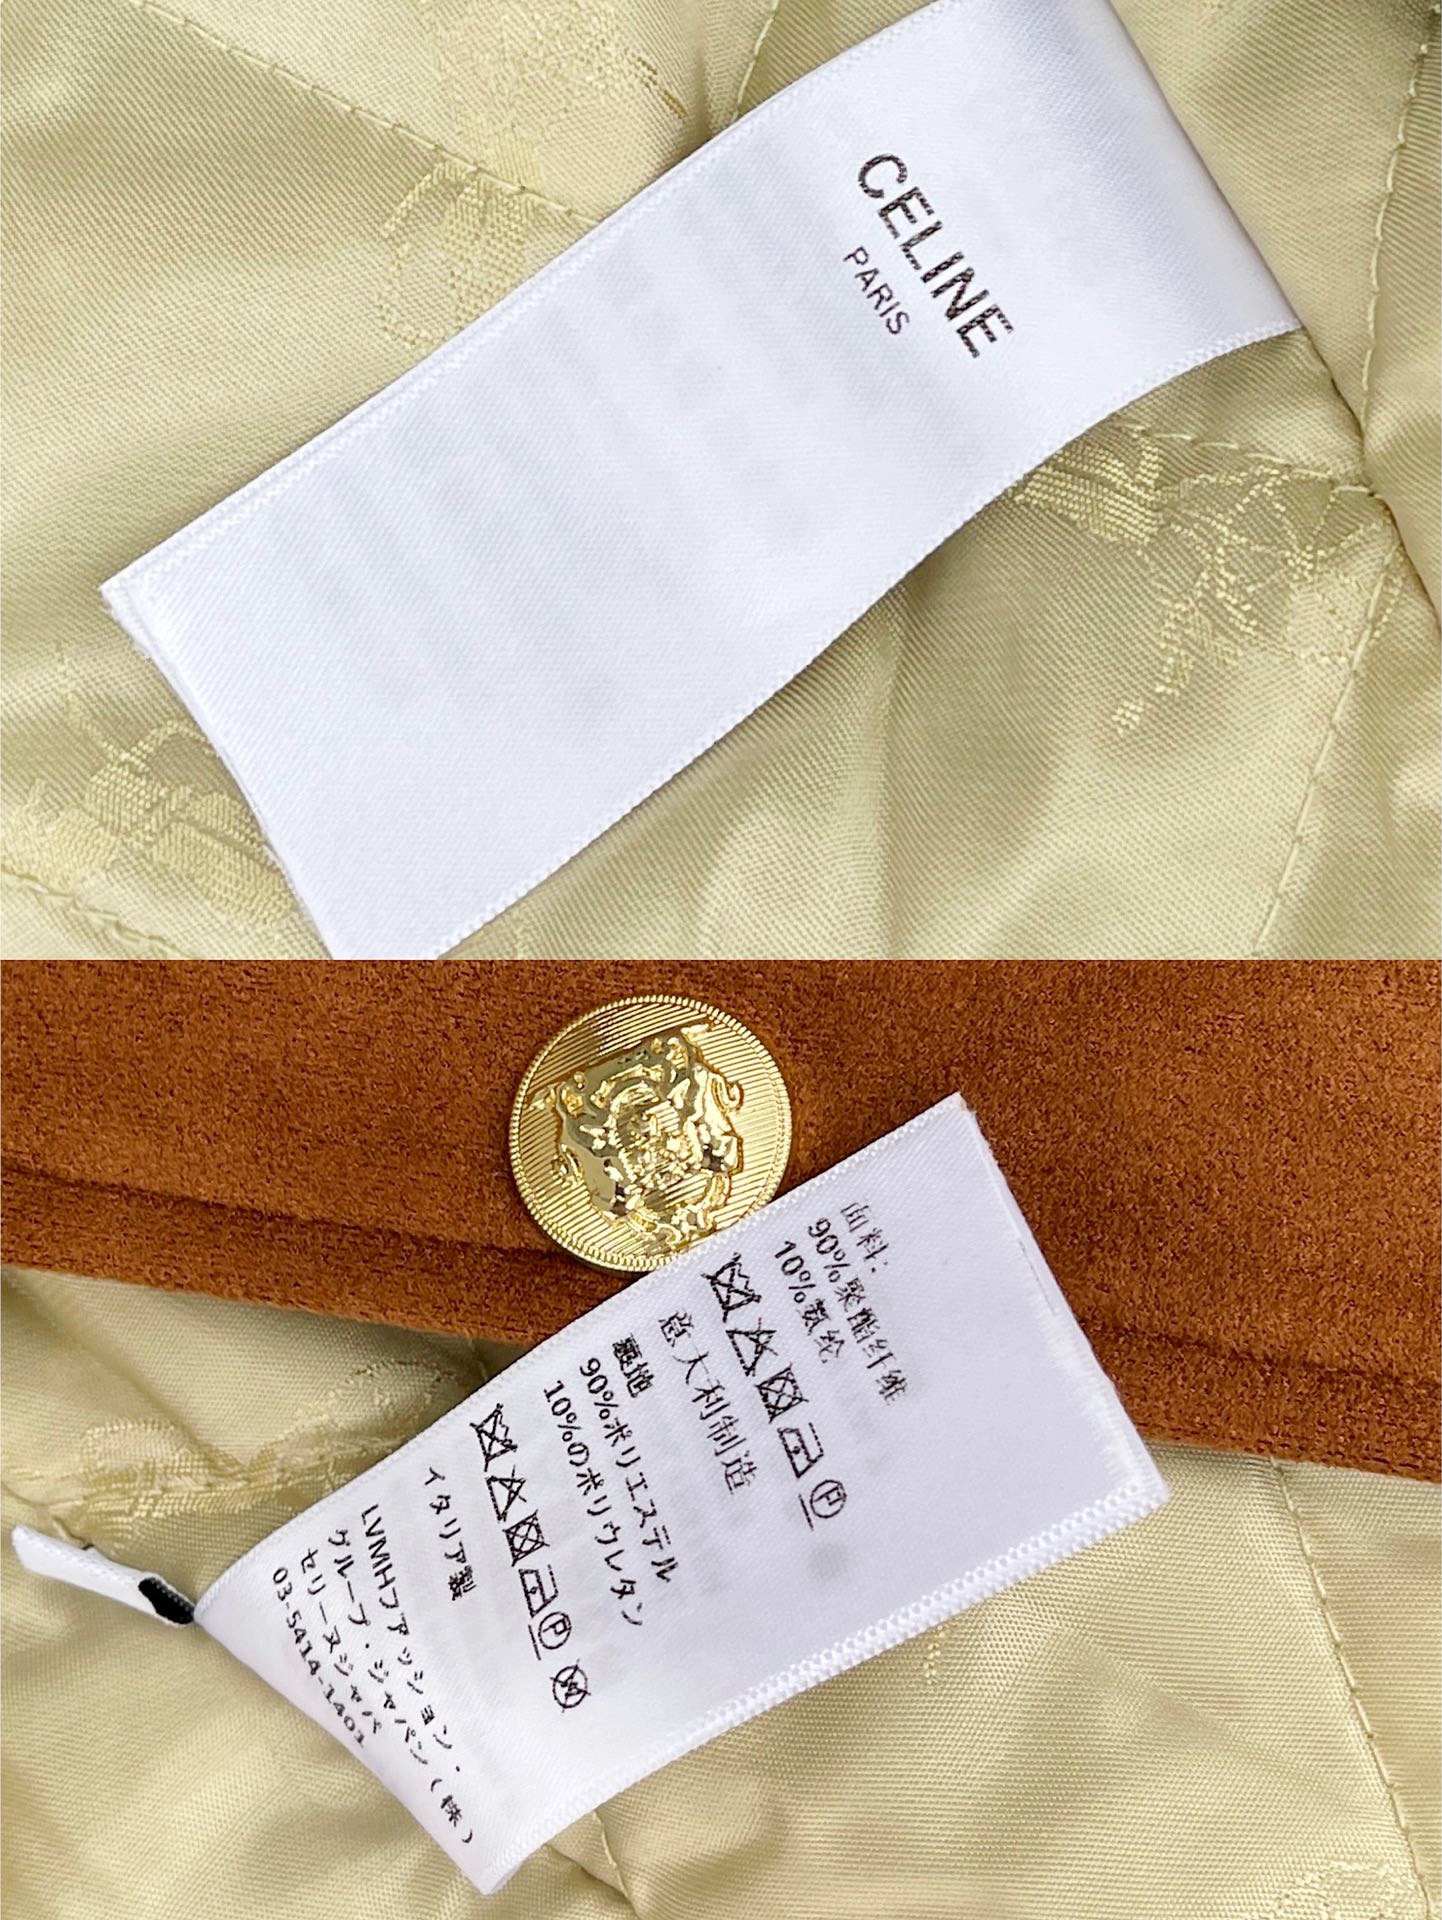 CELINE
PARIS
面料:
90%聚酯纤维
10%氨纶
意大利制造
裏地
90%ポリエステル
10%のポリウレタン
イタリア製
LVMHファッション・
グループ・ジャパン(株)
セリーヌジャパ
03-5414-1401